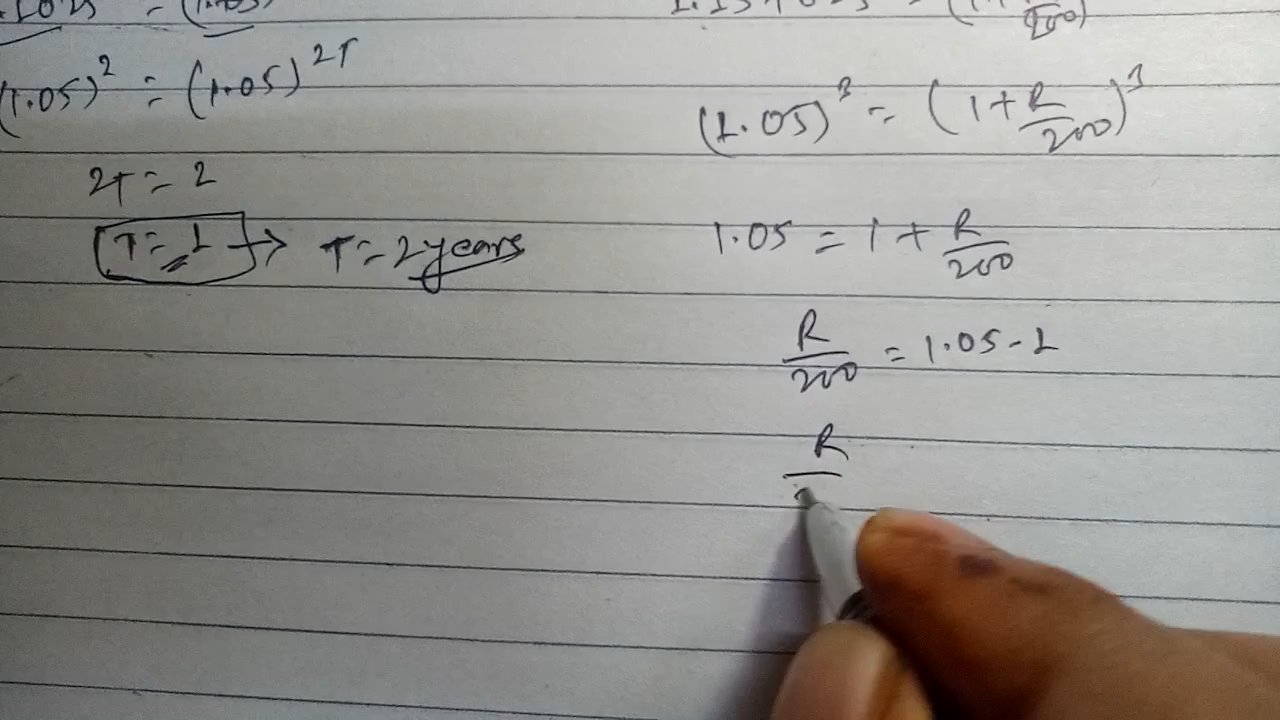 (1.05)² = (1.05)^2T
2T = 2
T = 1 → T = 2 years
(1.05)³ = (1 + R/200)³
1.05 = 1 + R/200
R/200 = 1.05 - 1
R